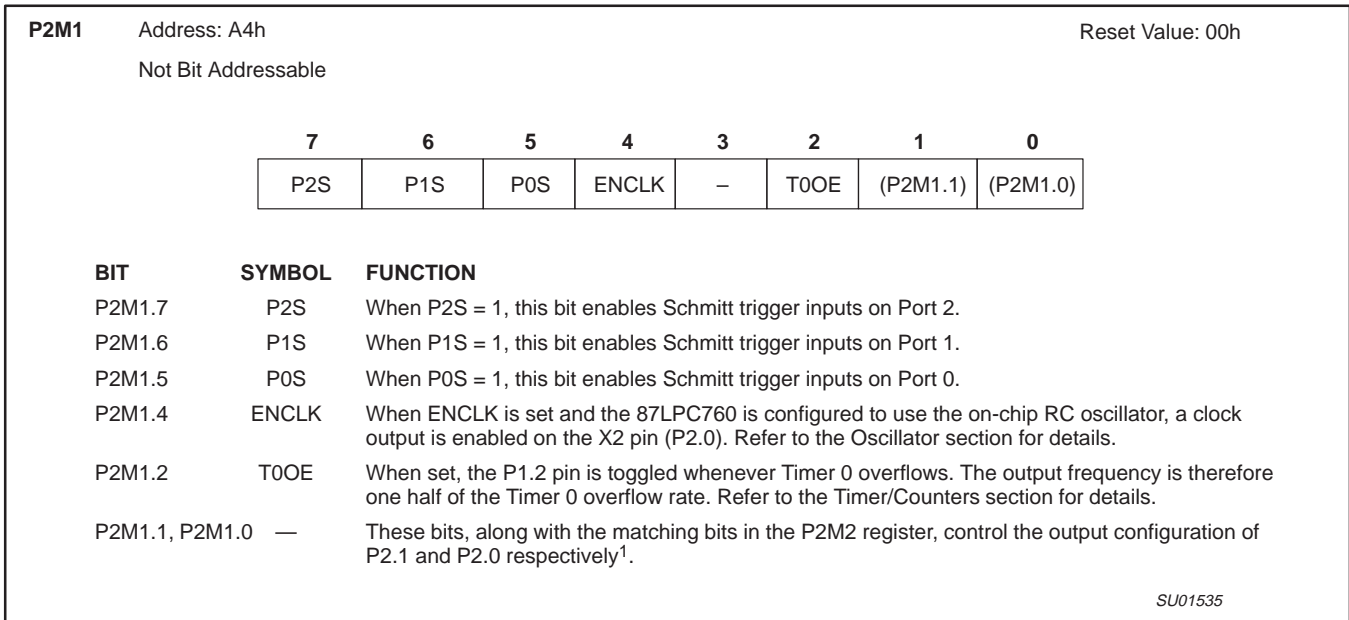 P2M1 Address: A4h Reset Value: 00h
Not Bit Addressable
7 6 5 4 3 2 1 0
P2S P1S P0S ENCLK – T0OE (P2M1.1) (P2M1.0)
BIT SYMBOL FUNCTION
P2M1.7 P2S When P2S = 1, this bit enables Schmitt trigger inputs on Port 2.
P2M1.6 P1S When P1S = 1, this bit enables Schmitt trigger inputs on Port 1.
P2M1.5 P0S When P0S = 1, this bit enables Schmitt trigger inputs on Port 0.
P2M1.4 ENCLK When ENCLK is set and the 87LPC760 is configured to use the on-chip RC oscillator, a clock
output is enabled on the X2 pin (P2.0). Refer to the Oscillator section for details.
P2M1.2 T0OE When set, the P1.2 pin is toggled whenever Timer 0 overflows. The output frequency is therefore
one half of the Timer 0 overflow rate. Refer to the Timer/Counters section for details.
P2M1.1, P2M1.0 — These bits, along with the matching bits in the P2M2 register, control the output configuration of
P2.1 and P2.0 respectively1.
SU01535